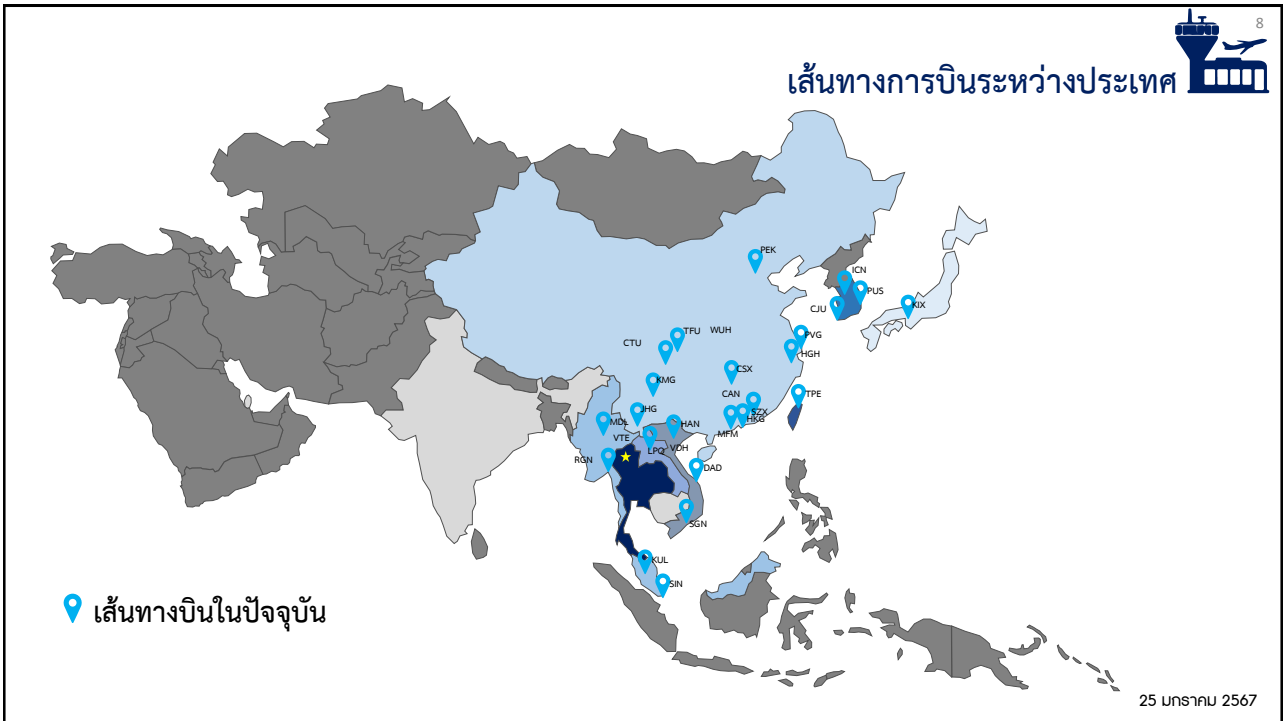 8
เส้นทางการบินระหว่างประเทศ
PEK
ICN
PUS
CJU
KIX
TFU
WUH
PVG
CTU
HGH
CSX
KMG
CAN
TPE
JHG
SZX
HKG
MDL
HAN
MFM
VTE
LPQ
VDH
RGN
DAD
SGN
KUL
SIN
เส้นทางบินในปัจจุบัน
25 มกราคม 2567